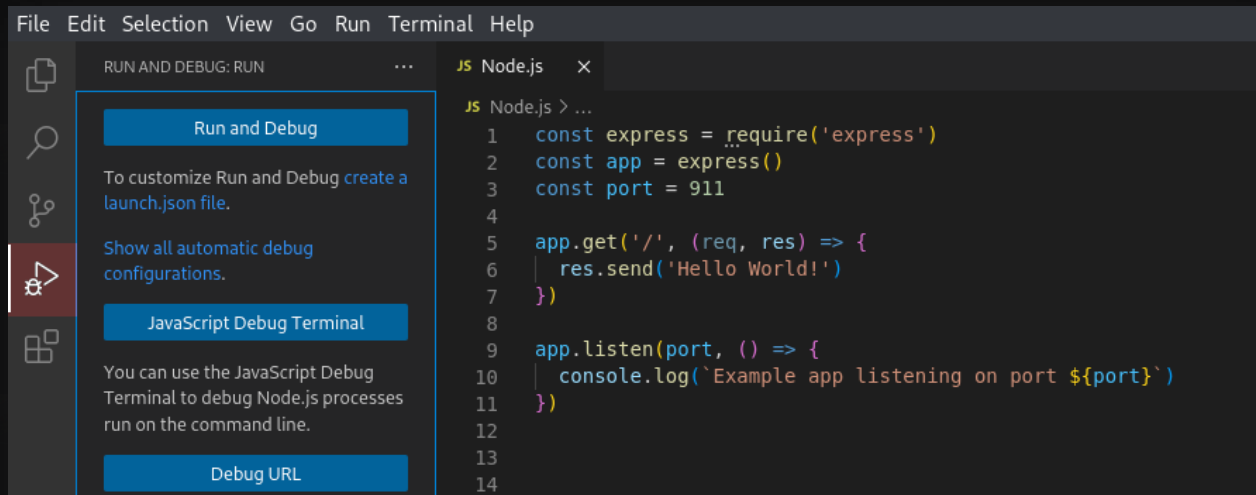 File Edit Selection View Go Run Terminal Help
RUN AND DEBUG: RUN ...
Run and Debug
To customize Run and Debug create a
launch.json file.
Show all automatic debug
configurations.
JavaScript Debug Terminal
You can use the JavaScript Debug
Terminal to debug Node.js processes
run on the command line.
Debug URL
JS Node.js ×
JS Node.js > ...
1 const express = require('express')
2 const app = express()
3 const port = 911
4
5 app.get('/', (req, res) => {
6   res.send('Hello World!')
7 })
8
9 app.listen(port, () => {
10   console.log(`Example app listening on port ${port}`)
11 })
12
13
14